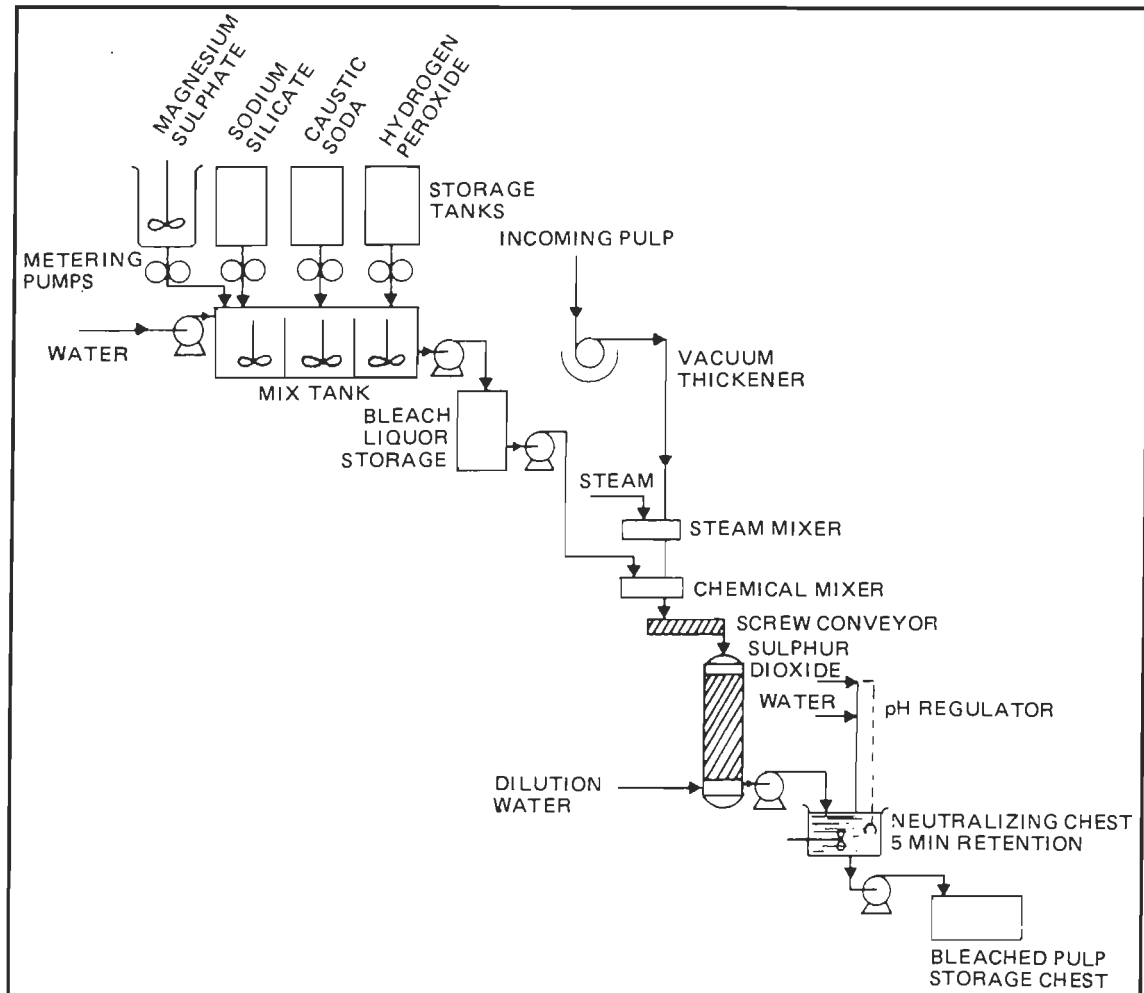 MAGNESIUM
SULPHATE
SODIUM
SILICATE
CAUSTIC
SODA
HYDROGEN
PEROXIDE
STORAGE
TANKS
METERING
PUMPS
INCOMING PULP
WATER
MIX TANK
VACUUM
THICKENER
BLEACH
LIQUOR
STORAGE
STEAM
STEAM MIXER
CHEMICAL MIXER
SCREW CONVEYOR
SULPHUR
DIOXIDE
WATER
pH REGULATOR
DILUTION
WATER
NEUTRALIZING CHEST
5 MIN RETENTION
BLEACHED PULP
STORAGE CHEST